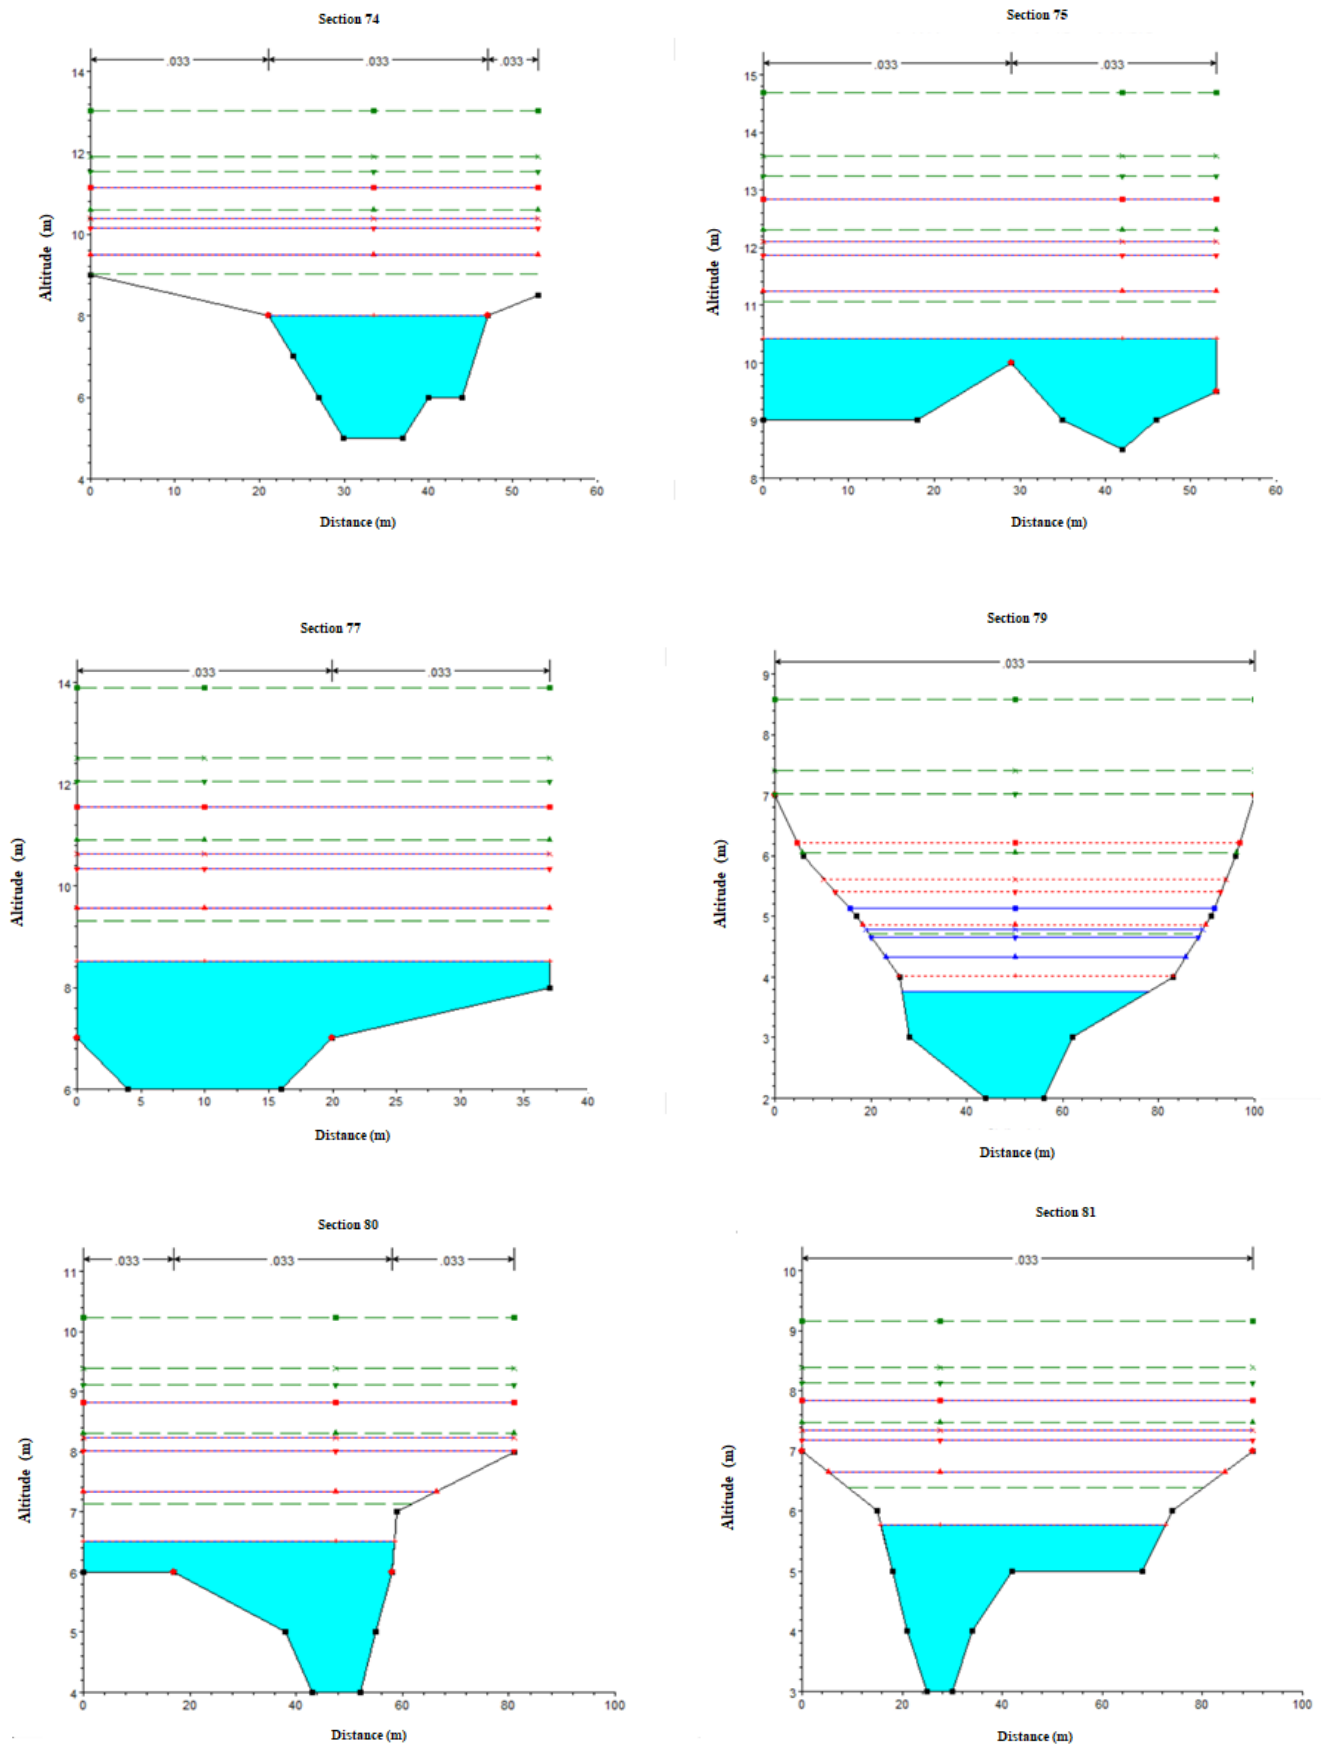 Section 74
.033 .033 .033
14
12
10
8
6
4
0 10 20 30 40 50 60
Altitude (m)
Distance (m)
Section 75
.033 .033
15
14
13
12
11
10
9
8
0 10 20 30 40 50 60
Altitude (m)
Distance (m)
Section 77
.033 .033
14
12
10
8
6
0 5 10 15 20 25 30 35 40
Altitude (m)
Distance (m)
Section 79
.033
9
8
7
6
5
4
3
2
0 20 40 60 80 100
Altitude (m)
Distance (m)
Section 80
.033 .033 .033
11
10
9
8
7
6
5
4
0 20 40 60 80 100
Altitude (m)
Distance (m)
Section 81
.033
10
9
8
7
6
5
4
3
0 20 40 60 80 100
Altitude (m)
Distance (m)